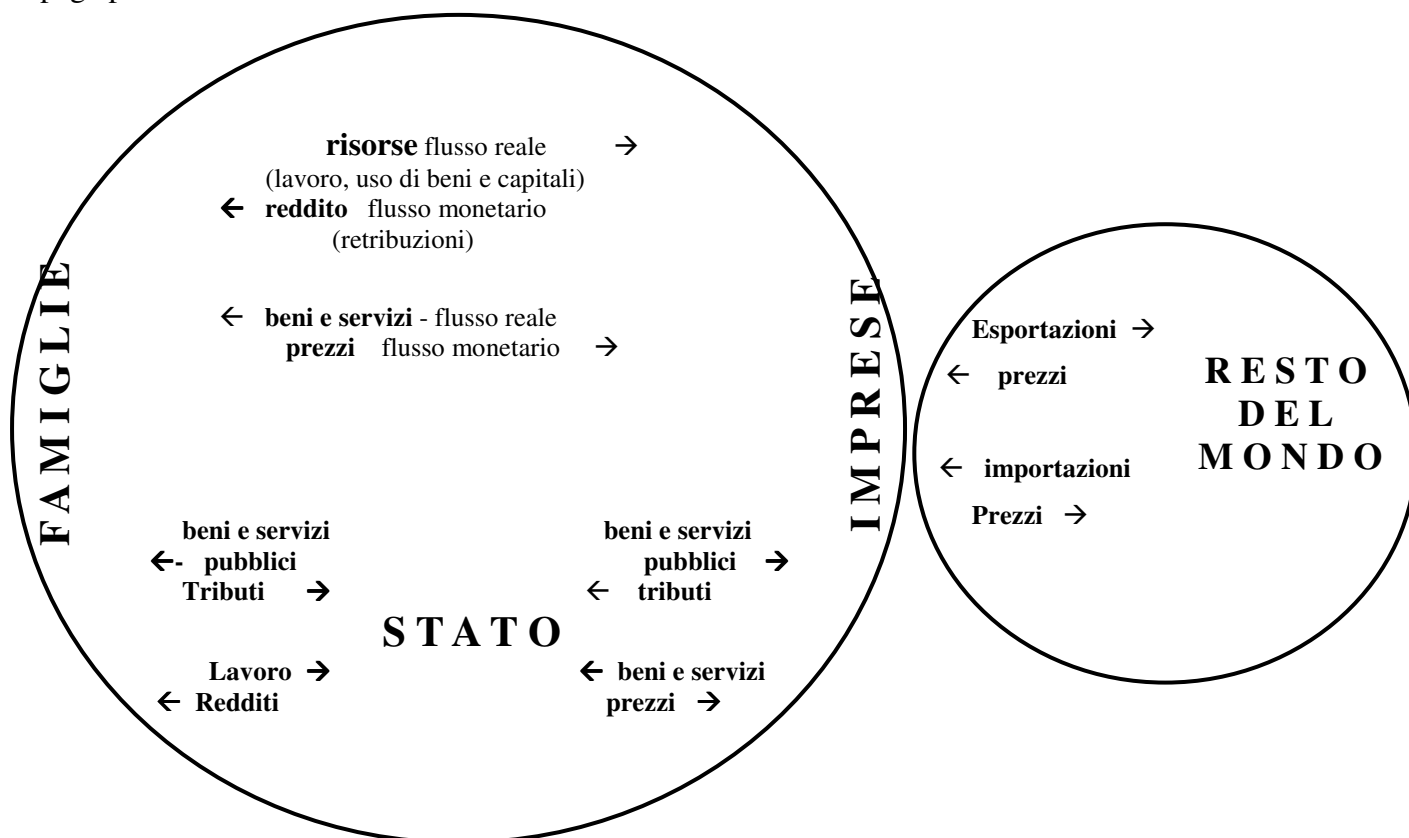 risorse flusso reale →
(lavoro, uso di beni e capitali)
← reddito flusso monetario
(retribuzioni)
← beni e servizi - flusso reale
prezzi flusso monetario →
FAMIGLIE
IMPRESE
Esportazioni →
← prezzi
← importazioni
Prezzi →
RESTO
DEL
MONDO
beni e servizi
←- pubblici
Tributi →
beni e servizi
pubblici →
← tributi
STATO
Lavoro →
← Redditi
← beni e servizi
prezzi →